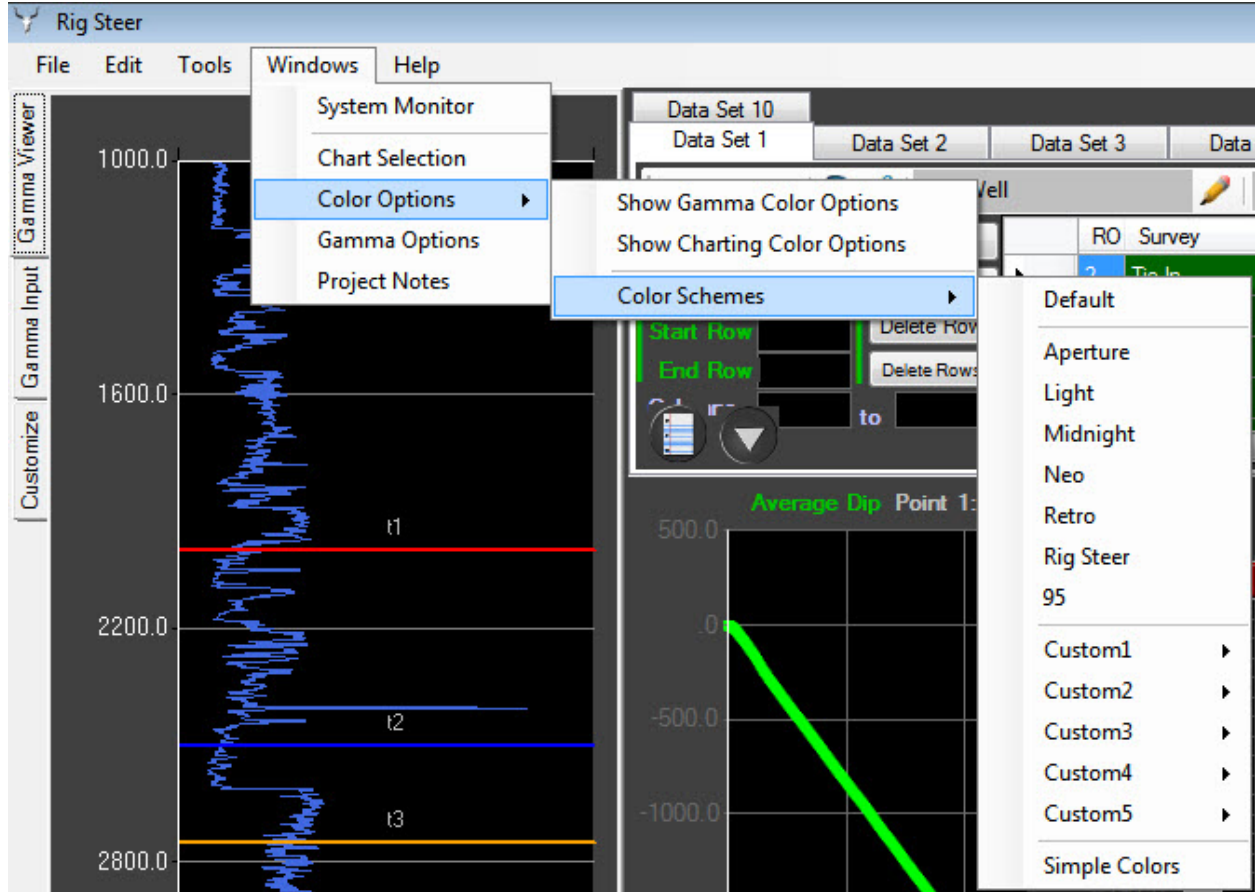 Rig Steer
File Edit Tools Windows Help
Gamma Viewer
Gamma Input
Customize
System Monitor
Chart Selection
Color Options
Gamma Options
Project Notes
Show Gamma Color Options
Show Charting Color Options
Color Schemes
Default
Aperture
Light
Midnight
Neo
Retro
Rig Steer
95
Custom1
Custom2
Custom3
Custom4
Custom5
Simple Colors
Data Set 10
Data Set 1 Data Set 2 Data Set 3 Data
RO Survey
Tie In
Start Row
Delete Row
End Row
Delete Rows
to
1000.0
1600.0
2200.0
2800.0
t1
t2
t3
Average Dip Point 1:
500.0
.0
-500.0
-1000.0